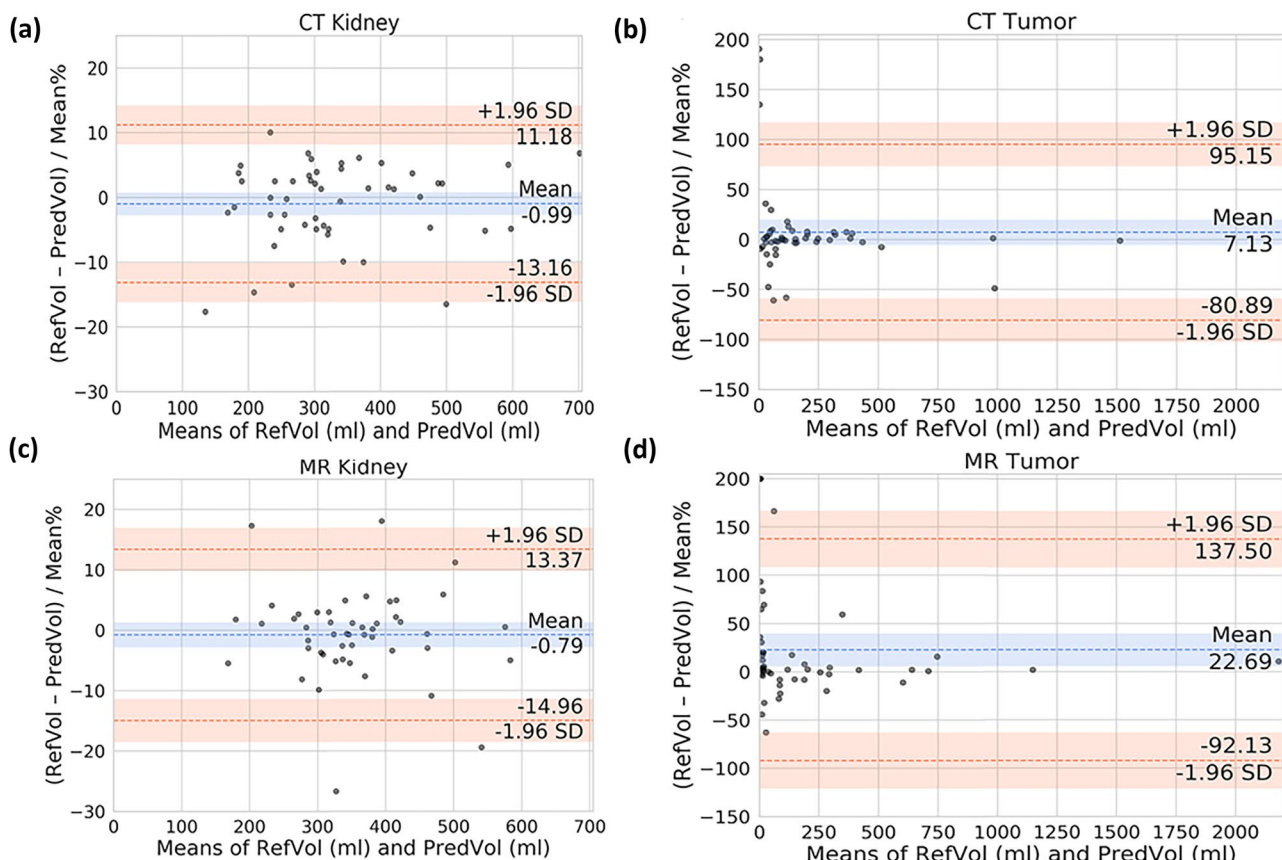 (a)
CT Kidney
(RefVol – PredVol) / Mean%
20
10
0
−10
−20
−30
+1.96 SD
11.18
Mean
-0.99
-13.16
-1.96 SD
0 100 200 300 400 500 600 700
Means of RefVol (ml) and PredVol (ml)
(b)
CT Tumor
(RefVol – PredVol) / Mean%
200
150
100
50
0
−50
−100
−150
+1.96 SD
95.15
Mean
7.13
-80.89
-1.96 SD
0 250 500 750 1000 1250 1500 1750 2000
Means of RefVol (ml) and PredVol (ml)
(c)
MR Kidney
(RefVol – PredVol) / Mean%
20
10
0
−10
−20
−30
+1.96 SD
13.37
Mean
-0.79
-14.96
-1.96 SD
0 100 200 300 400 500 600 700
Means of RefVol (ml) and PredVol (ml)
(d)
MR Tumor
(RefVol – PredVol) / Mean%
200
150
100
50
0
−50
−100
−150
+1.96 SD
137.50
Mean
22.69
-92.13
-1.96 SD
0 250 500 750 1000 1250 1500 1750 2000
Means of RefVol (ml) and PredVol (ml)